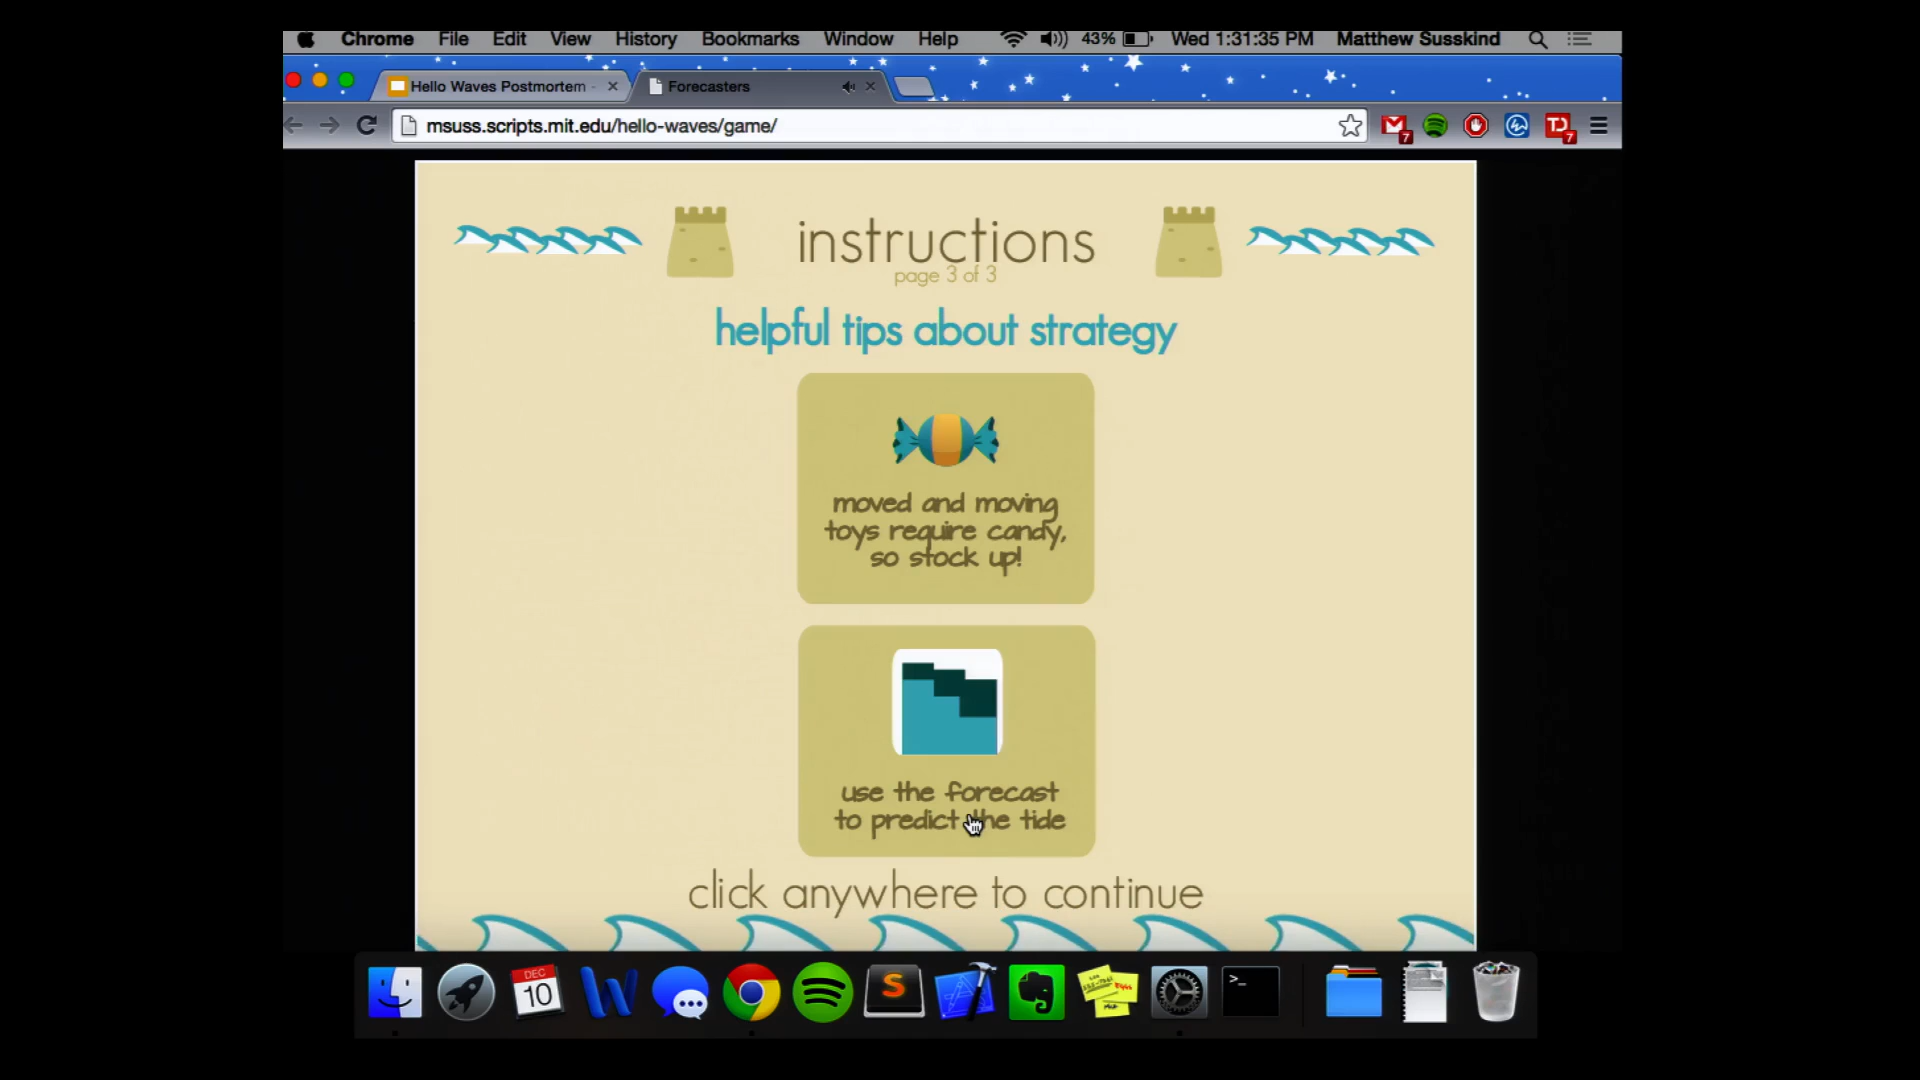 Chrome File Edit View History Bookmarks Window Help 43% Wed 1:31:35 PM Matthew Susskind
Hello Waves Postmortem - Forecasters
msuss.scripts.mit.edu/hello-waves/game/
7 7
instructions
page 3 of 3
helpful tips about strategy
moved and moving
toys require candy,
so stock up!
use the forecast
to predict the tide
click anywhere to continue
DEC
10